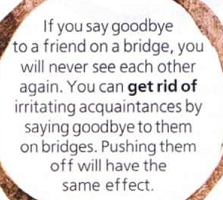 If you say goodbye
to a friend on a bridge, you
will never see each other
again. You can get rid of
irritating acquaintances by
saying goodbye to them
on bridges. Pushing them
off will have the
same effect.